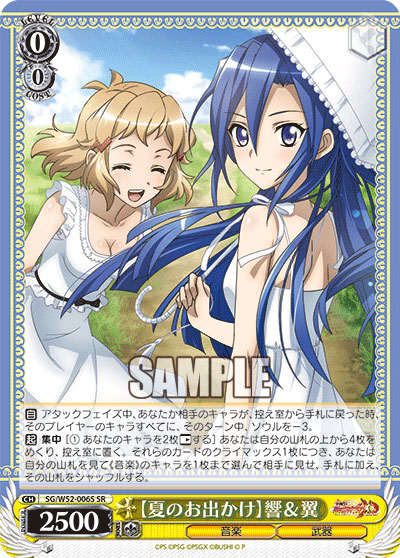 LEVEL
0
0
COST
SAMPLE
自 アタックフェイズ中、あなたか相手のキャラが、控え室から手札に戻った時、
そのプレイヤーのキャラすべてに、そのターン中、ソウルを－3。
起 集中 [① あなたのキャラを2枚する] あなたは自分の山札の上から4枚を
めくり、控え室に置く。それらのカードのクライマックス1枚につき、あなたは
自分の山札を見て《音楽》のキャラを1枚まで選んで相手に見せ、手札に加え、
その山札をシャッフルする。
CH SG/W52-006S SR
2500
【夏のお出かけ】響＆翼
音楽
武器
©PS ©PSG ©PSGX ©BUSHI © P